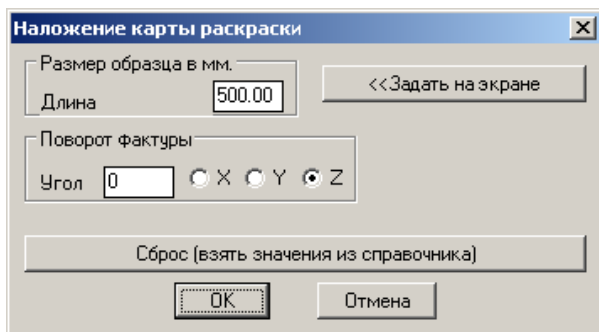 Наложение карты раскраски
Размер образца в мм.
Длина 500.00
<<Задать на экране
Поворот фактуры
Угол 0 X Y Z
Сброс (взять значения из справочника)
OK Отмена